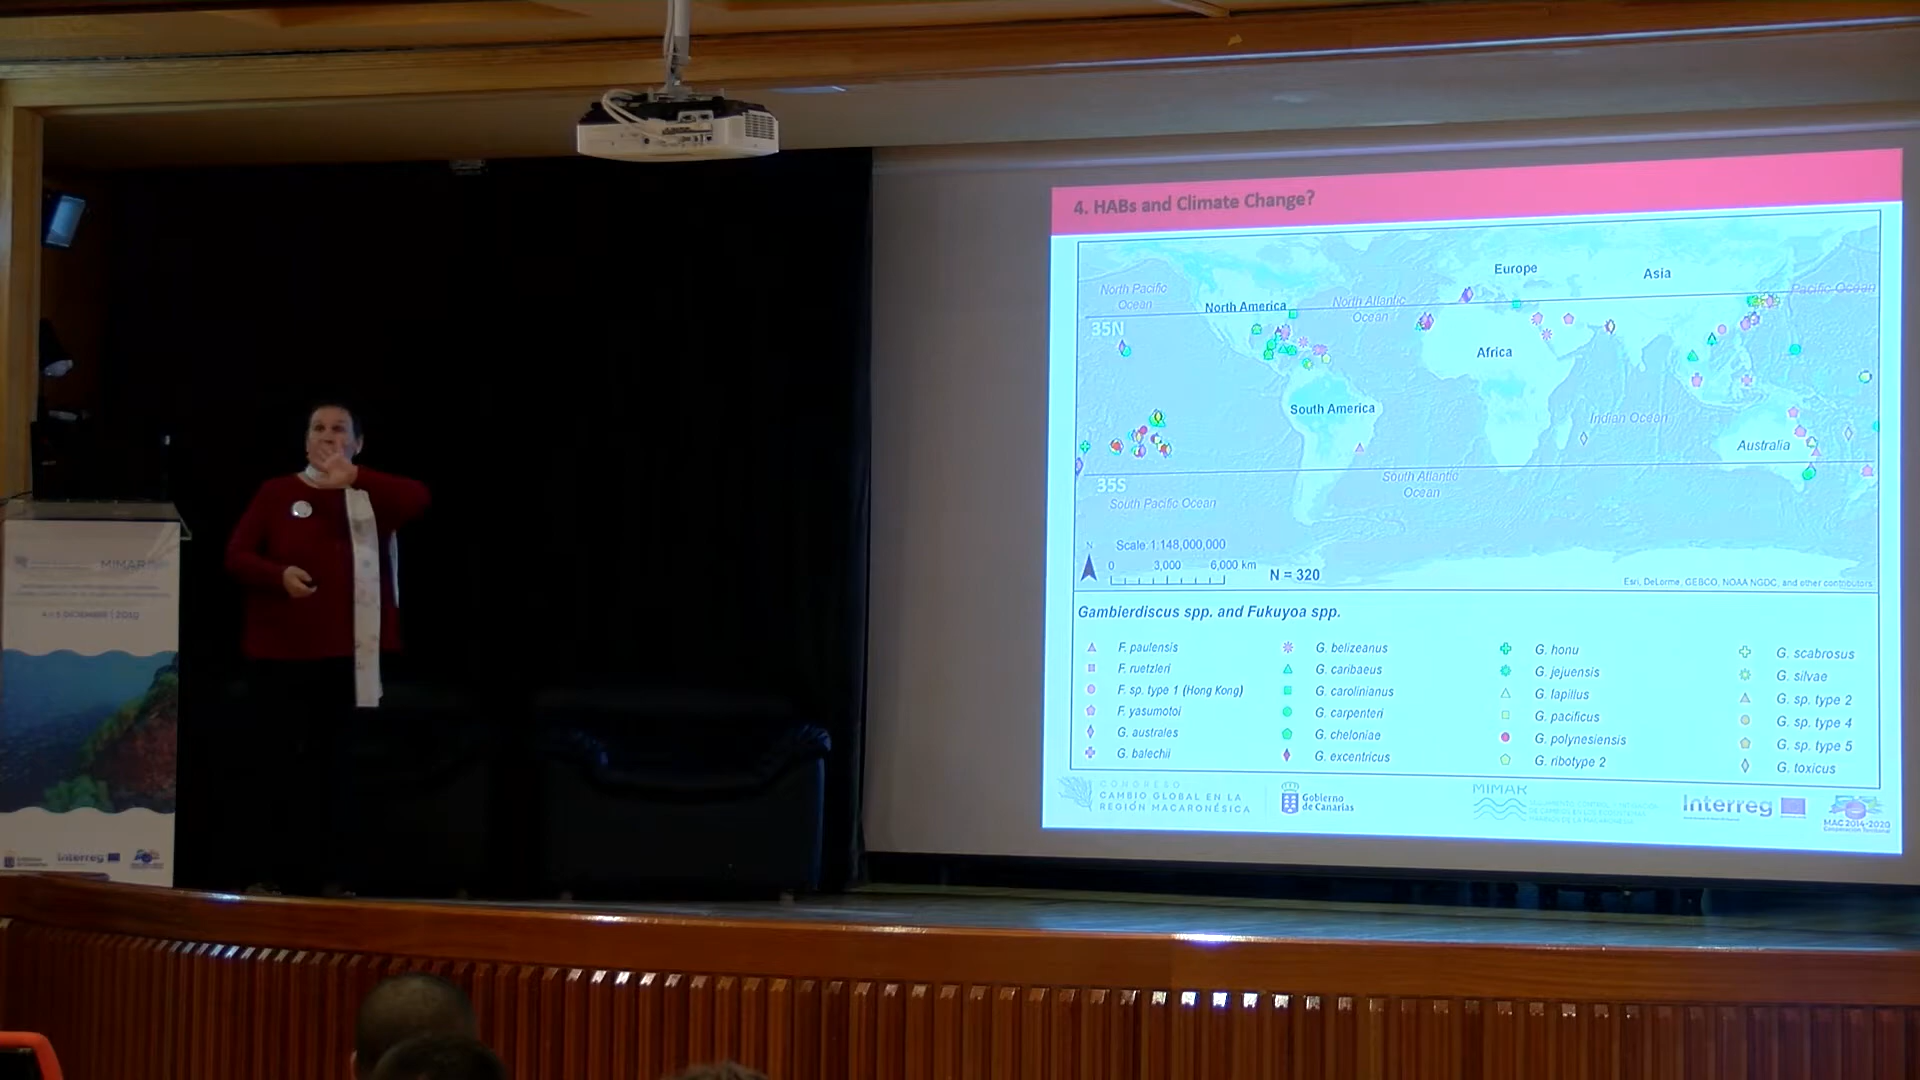 4. HABs and Climate Change?
Europe
Asia
North Pacific
Ocean
North America
North Atlantic
Ocean
Pacific Ocean
35N
Africa
South America
Indian Ocean
Australia
35S
South Pacific Ocean
South Atlantic
Ocean
N
Scale: 1:148,000,000
0 3,000 6,000 km
N = 320
Esri, DeLorme, GEBCO, NOAA NGDC, and other contributors
Gambierdiscus spp. and Fukuyoa spp.
F. paulensis
F. ruetzleri
F. sp. type 1 (Hong Kong)
F. yasumotoi
G. australes
G. balechii
G. belizeanus
G. caribaeus
G. carolinianus
G. carpenteri
G. cheloniae
G. excentricus
G. honu
G. jejuensis
G. lapillus
G. pacificus
G. polynesiensis
G. ribotype 2
G. scabrosus
G. silvae
G. sp. type 2
G. sp. type 4
G. sp. type 5
G. toxicus
CONGRESO
CAMBIO GLOBAL EN LA
REGIÓN MACARONÉSICA
Gobierno
de Canarias
MIMAR
Interreg
MAC 2014-2020
Cooperación Territorial
MIMAR
Interreg